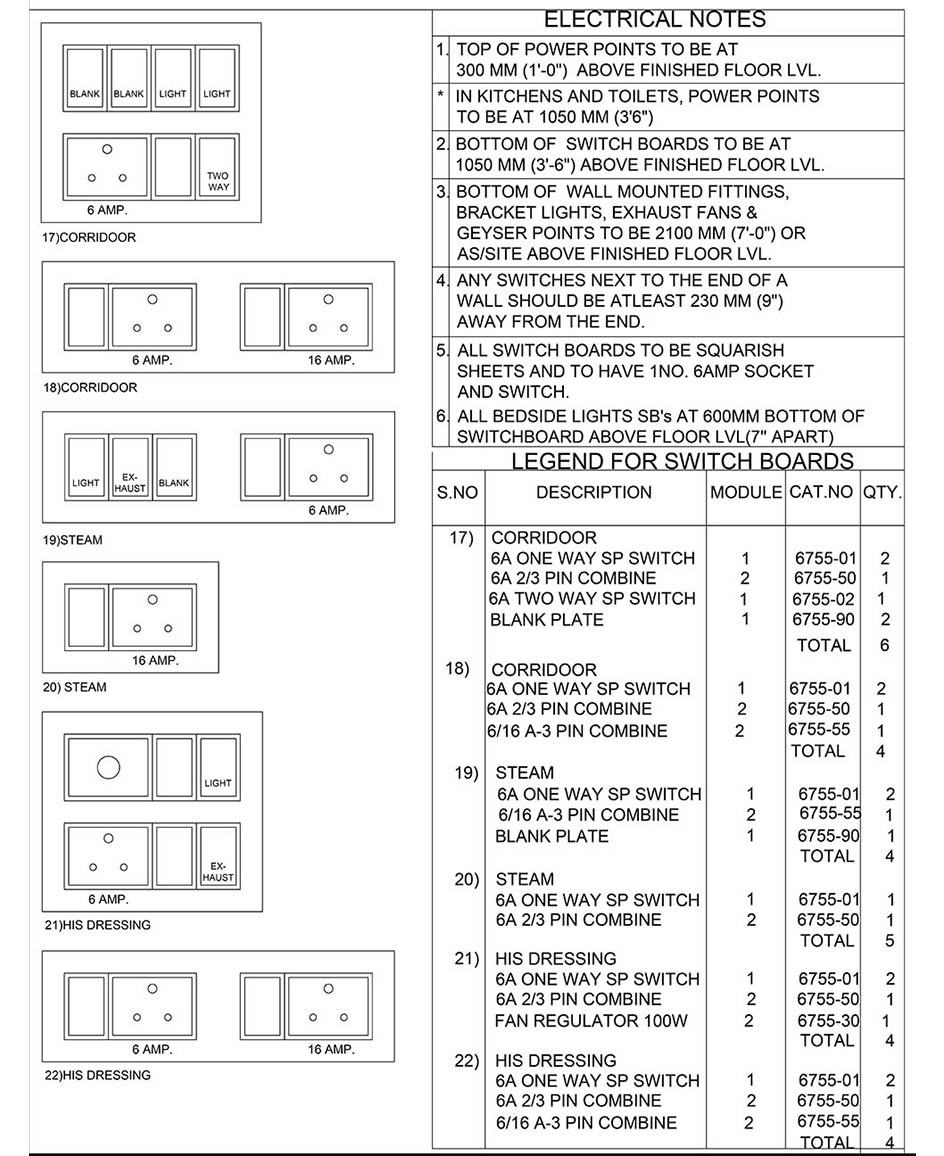 BLANK BLANK LIGHT LIGHT
TWO
WAY
6 AMP.
17)CORRIDOOR
6 AMP. 16 AMP.
18)CORRIDOOR
LIGHT EX-
HAUST BLANK
6 AMP.
19)STEAM
16 AMP.
20) STEAM
LIGHT
EX-
HAUST
6 AMP.
21)HIS DRESSING
6 AMP. 16 AMP.
22)HIS DRESSING
ELECTRICAL NOTES
1. TOP OF POWER POINTS TO BE AT
300 MM (1'-0") ABOVE FINISHED FLOOR LVL.
* IN KITCHENS AND TOILETS, POWER POINTS
TO BE AT 1050 MM (3'6")
2. BOTTOM OF SWITCH BOARDS TO BE AT
1050 MM (3'-6") ABOVE FINISHED FLOOR LVL.
3. BOTTOM OF WALL MOUNTED FITTINGS,
BRACKET LIGHTS, EXHAUST FANS &
GEYSER POINTS TO BE 2100 MM (7'-0") OR
AS/SITE ABOVE FINISHED FLOOR LVL.
4. ANY SWITCHES NEXT TO THE END OF A
WALL SHOULD BE ATLEAST 230 MM (9")
AWAY FROM THE END.
5. ALL SWITCH BOARDS TO BE SQUARISH
SHEETS AND TO HAVE 1NO. 6AMP SOCKET
AND SWITCH.
6. ALL BEDSIDE LIGHTS SB's AT 600MM BOTTOM OF
SWITCHBOARD ABOVE FLOOR LVL(7" APART)
LEGEND FOR SWITCH BOARDS
S.NO DESCRIPTION MODULE CAT.NO QTY.
17) CORRIDOOR
6A ONE WAY SP SWITCH 1 6755-01 2
6A 2/3 PIN COMBINE 2 6755-50 1
6A TWO WAY SP SWITCH 1 6755-02 1
BLANK PLATE 1 6755-90 2
TOTAL 6
18) CORRIDOOR
6A ONE WAY SP SWITCH 1 6755-01 2
6A 2/3 PIN COMBINE 2 6755-50 1
6/16 A-3 PIN COMBINE 2 6755-55 1
TOTAL 4
19) STEAM
6A ONE WAY SP SWITCH 1 6755-01 2
6/16 A-3 PIN COMBINE 2 6755-55 1
BLANK PLATE 1 6755-90 1
TOTAL 4
20) STEAM
6A ONE WAY SP SWITCH 1 6755-01 1
6A 2/3 PIN COMBINE 2 6755-50 1
TOTAL 5
21) HIS DRESSING
6A ONE WAY SP SWITCH 1 6755-01 2
6A 2/3 PIN COMBINE 2 6755-50 1
FAN REGULATOR 100W 2 6755-30 1
TOTAL 4
22) HIS DRESSING
6A ONE WAY SP SWITCH 1 6755-01 2
6A 2/3 PIN COMBINE 2 6755-50 1
6/16 A-3 PIN COMBINE 2 6755-55 1
TOTAL 4